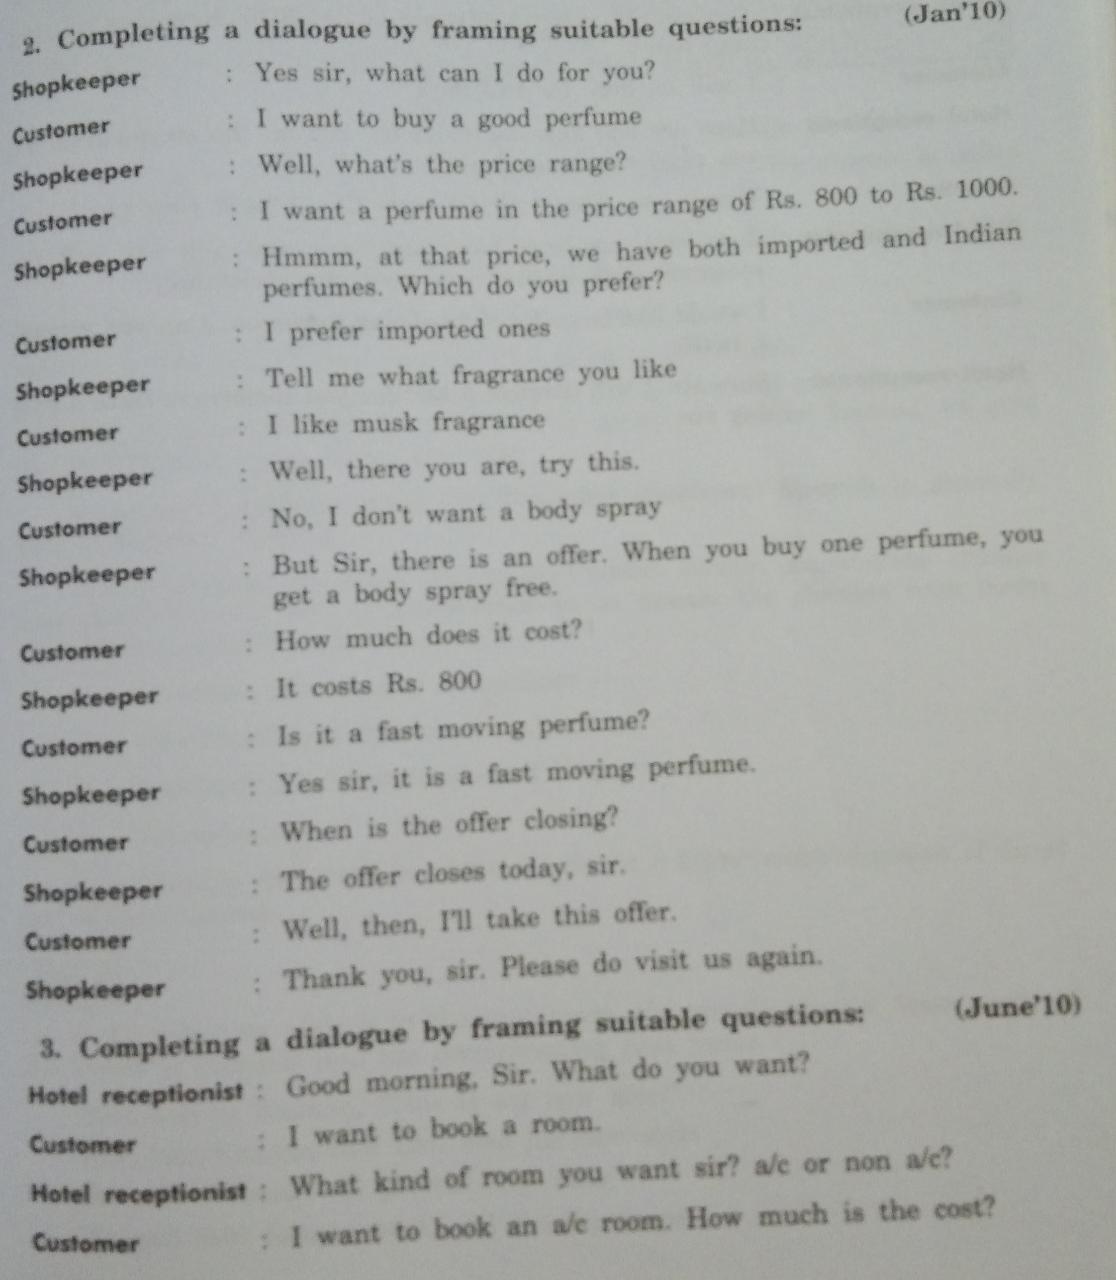 2. Completing a dialogue by framing suitable questions: (Jan'10)
Shopkeeper : Yes sir, what can I do for you?
Customer : I want to buy a good perfume
Shopkeeper : Well, what's the price range?
Customer : I want a perfume in the price range of Rs. 800 to Rs. 1000.
Shopkeeper : Hmmm, at that price, we have both imported and Indian
perfumes. Which do you prefer?
Customer : I prefer imported ones
Shopkeeper : Tell me what fragrance you like
Customer : I like musk fragrance
Shopkeeper : Well, there you are, try this.
Customer : No, I don't want a body spray
Shopkeeper : But Sir, there is an offer. When you buy one perfume, you
get a body spray free.
Customer : How much does it cost?
Shopkeeper : It costs Rs. 800
Customer : Is it a fast moving perfume?
Shopkeeper : Yes sir, it is a fast moving perfume.
Customer : When is the offer closing?
Shopkeeper : The offer closes today, sir.
Customer : Well, then, I'll take this offer.
Shopkeeper : Thank you, sir. Please do visit us again.
3. Completing a dialogue by framing suitable questions: (June'10)
Hotel receptionist : Good morning, Sir. What do you want?
Customer : I want to book a room.
Hotel receptionist : What kind of room you want sir? a/c or non a/c?
Customer : I want to book an a/c room. How much is the cost?